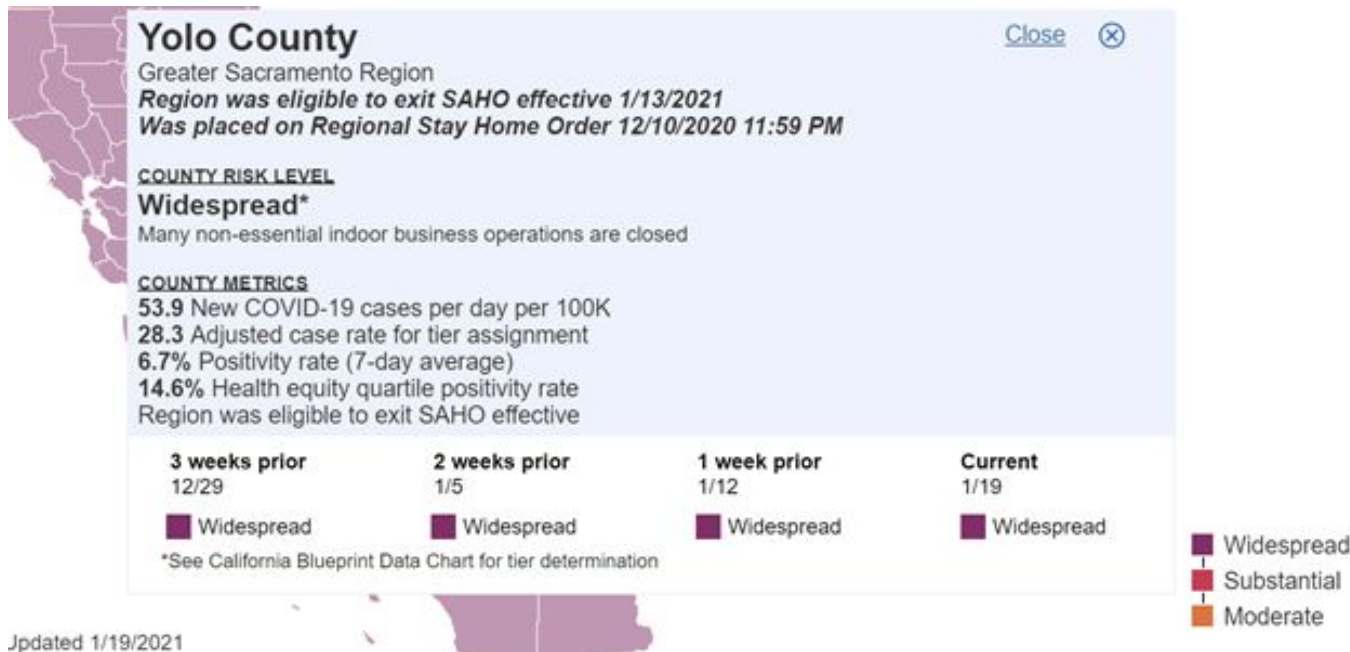 Yolo County
Close
Greater Sacramento Region
Region was eligible to exit SAHO effective 1/13/2021
Was placed on Regional Stay Home Order 12/10/2020 11:59 PM
COUNTY RISK LEVEL
Widespread*
Many non-essential indoor business operations are closed
COUNTY METRICS
53.9 New COVID-19 cases per day per 100K
28.3 Adjusted case rate for tier assignment
6.7% Positivity rate (7-day average)
14.6% Health equity quartile positivity rate
Region was eligible to exit SAHO effective
3 weeks prior 2 weeks prior 1 week prior Current
12/29 1/5 1/12 1/19
Widespread Widespread Widespread Widespread
*See California Blueprint Data Chart for tier determination
Widespread
Substantial
Moderate
Updated 1/19/2021